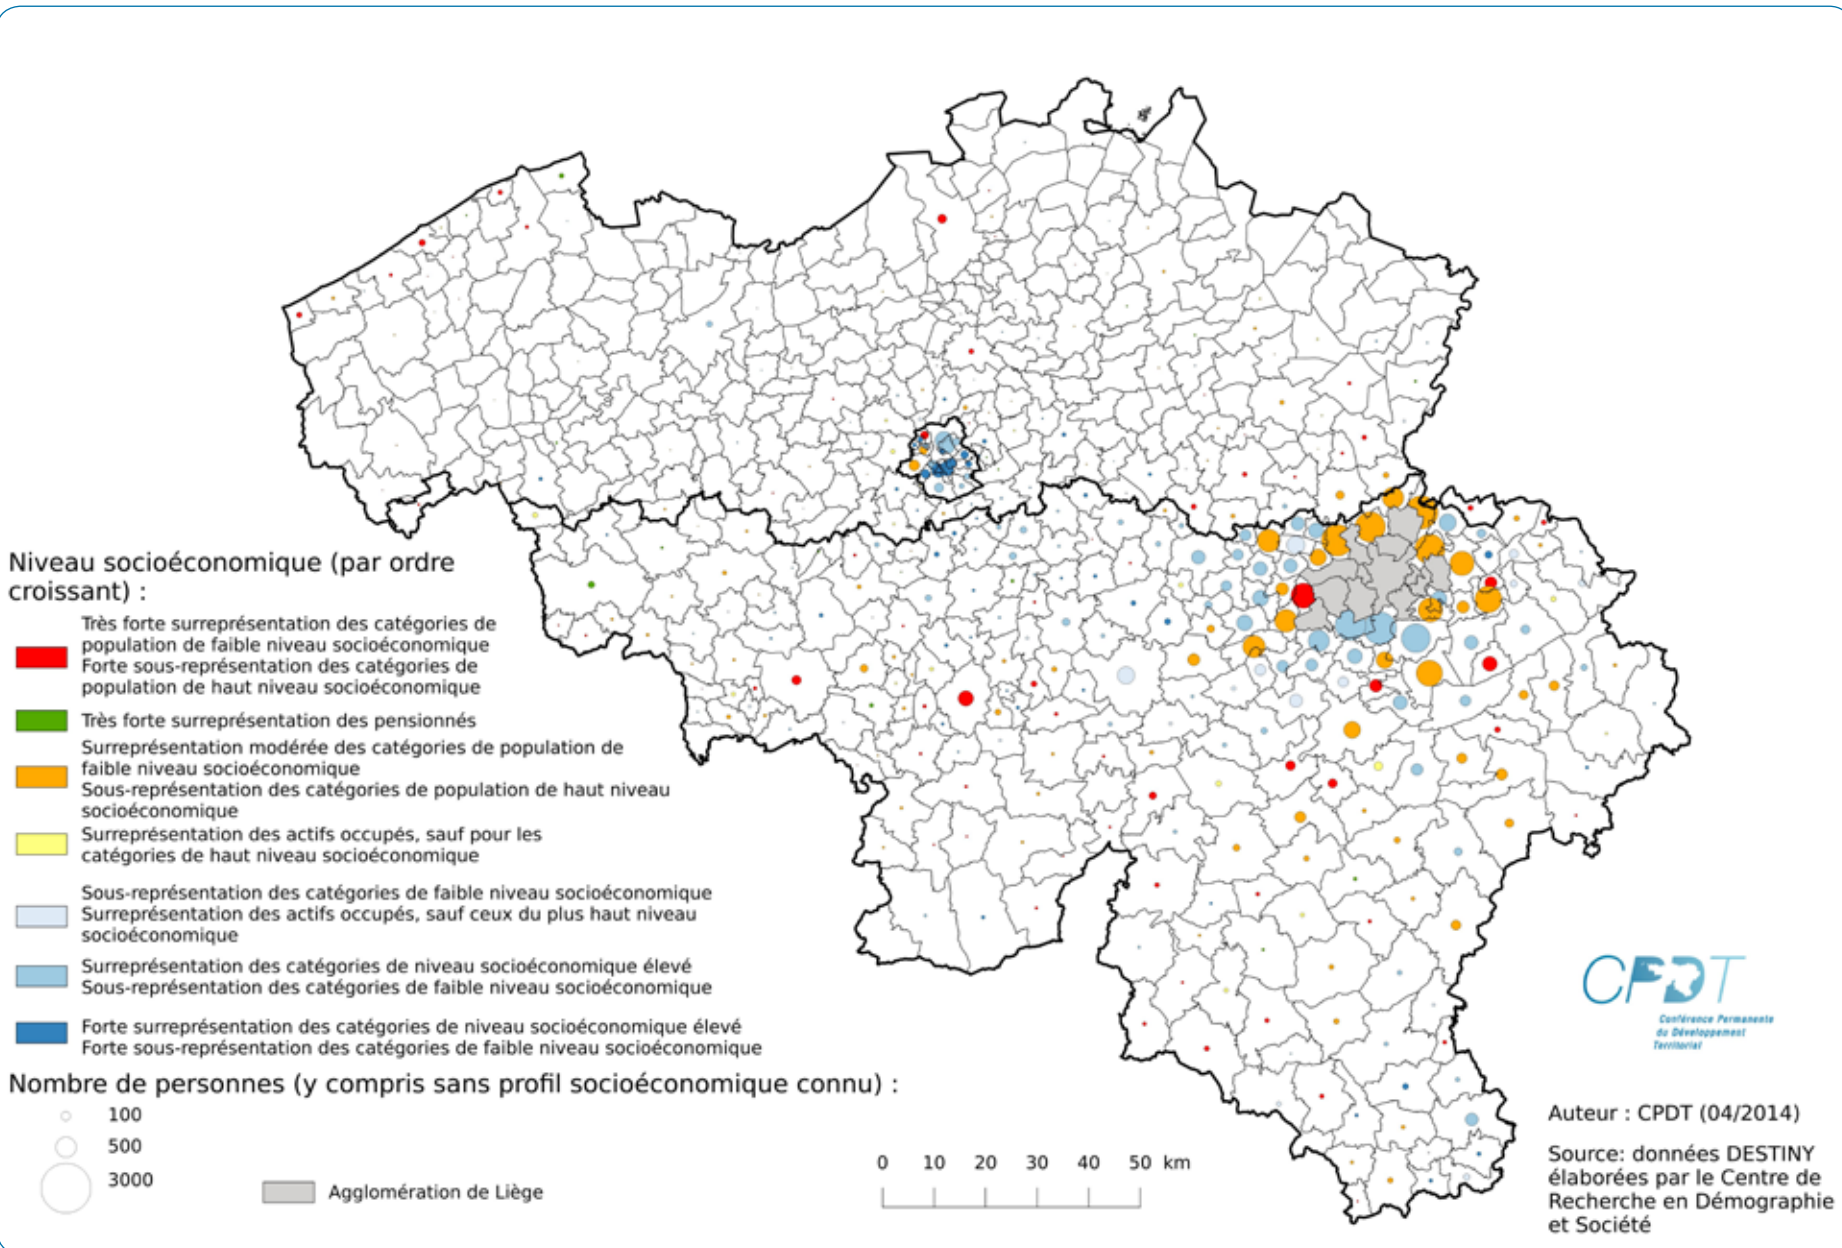 Niveau socioéconomique (par ordre
croissant) :
Très forte surreprésentation des catégories de
population de faible niveau socioéconomique
Forte sous-représentation des catégories de
population de haut niveau socioéconomique
Très forte surreprésentation des pensionnés
Surreprésentation modérée des catégories de population de
faible niveau socioéconomique
Sous-représentation des catégories de population de haut niveau
socioéconomique
Surreprésentation des actifs occupés, sauf pour les
catégories de haut niveau socioéconomique
Sous-représentation des catégories de faible niveau socioéconomique
Surreprésentation des actifs occupés, sauf ceux du plus haut niveau
socioéconomique
Surreprésentation des catégories de niveau socioéconomique élevé
Sous-représentation des catégories de faible niveau socioéconomique
Forte surreprésentation des catégories de niveau socioéconomique élevé
Forte sous-représentation des catégories de faible niveau socioéconomique
Nombre de personnes (y compris sans profil socioéconomique connu) :
100
500
3000
Agglomération de Liège
0 10 20 30 40 50 km
CPDT
Conférence Permanente
du Développement
Territorial
Auteur : CPDT (04/2014)
Source: données DESTINY
élaborées par le Centre de
Recherche en Démographie
et Société